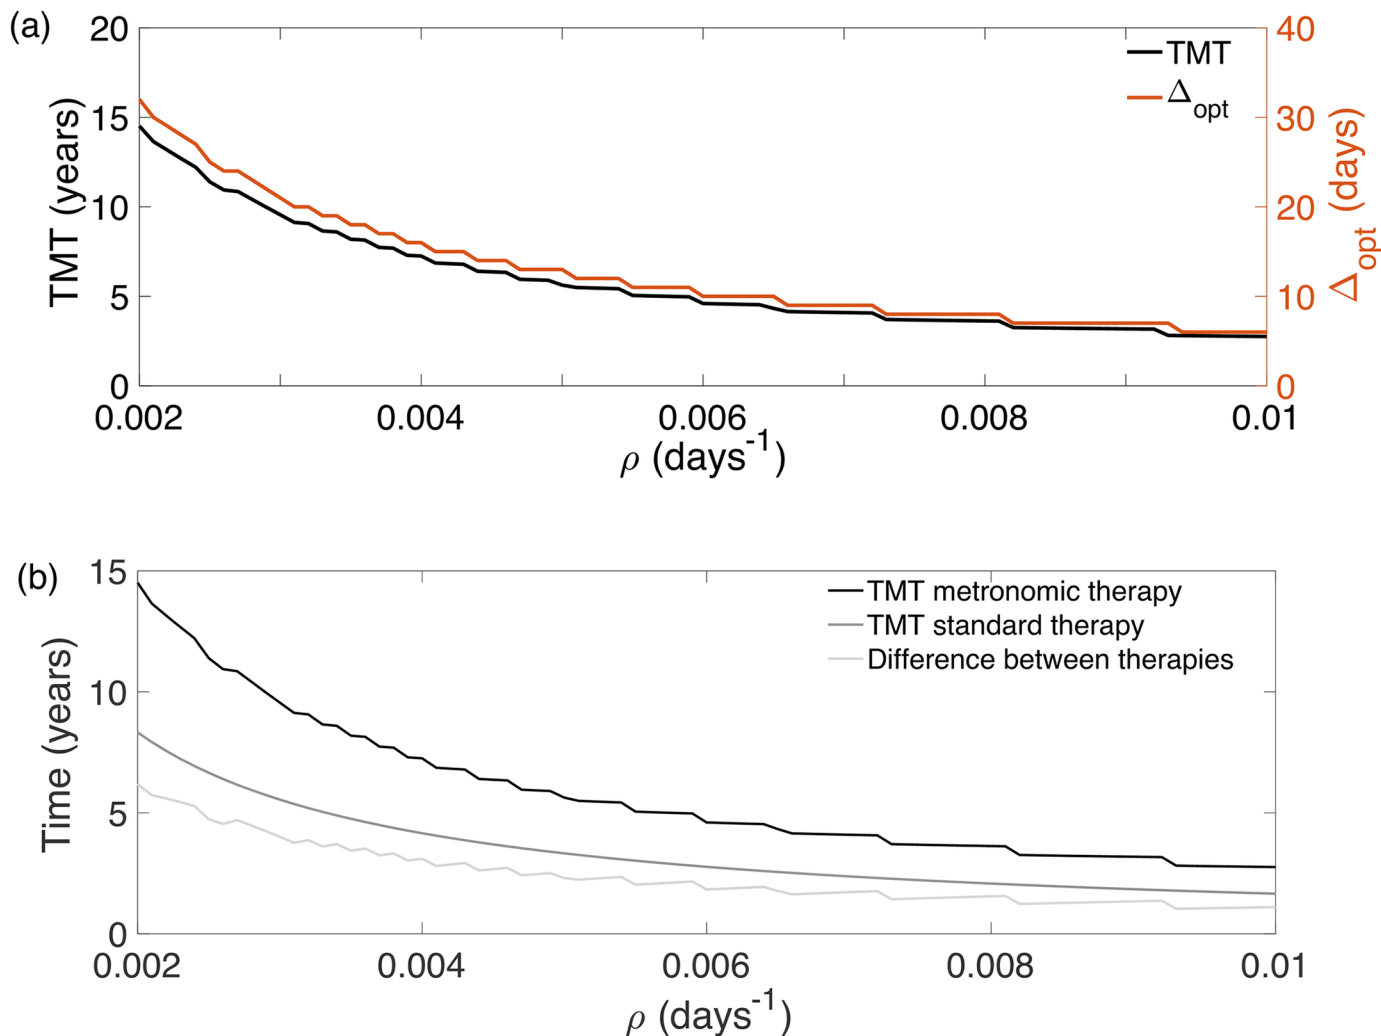 (a)
20
15
10
5
0
TMT (years)
40
30
20
10
0
Δopt (days)
TMT
Δopt
0.002 0.004 0.006 0.008 0.01
ρ (days-1)
(b)
15
10
5
0
Time (years)
TMT metronomic therapy
TMT standard therapy
Difference between therapies
0.002 0.004 0.006 0.008 0.01
ρ (days-1)